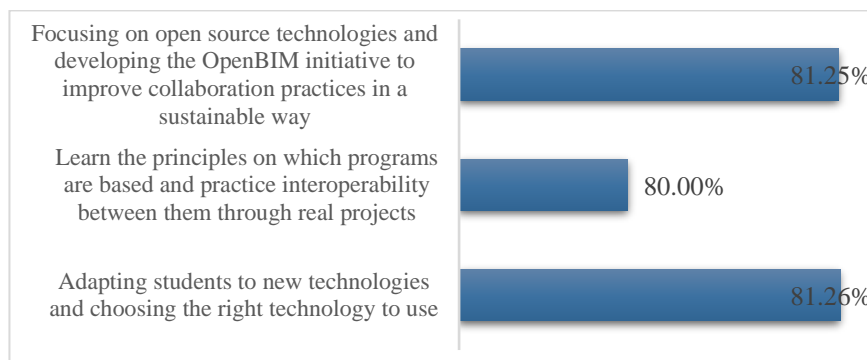 Focusing on open source technologies and
developing the OpenBIM initiative to
improve collaboration practices in a
sustainable way
81.25%
Learn the principles on which programs
are based and practice interoperability
between them through real projects
80.00%
Adapting students to new technologies
and choosing the right technology to use
81.26%